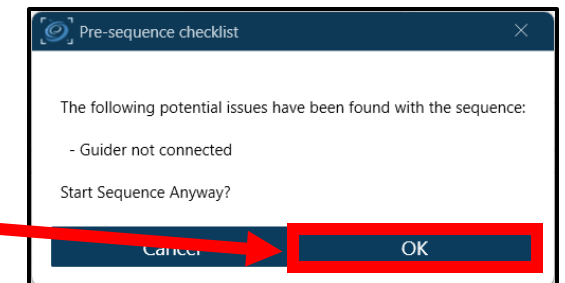 Pre-sequence checklist
The following potential issues have been found with the sequence:
- Guider not connected
Start Sequence Anyway?
Cancel OK